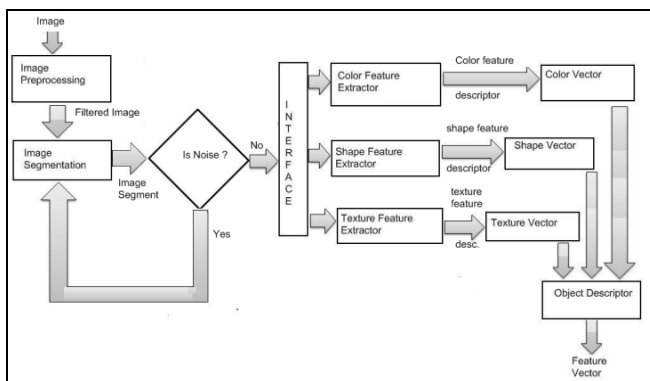 Image
Image
Preprocessing
Filtered Image
Image
Segmentation
Image
Segment
Is Noise ?
No
Yes
INTERFACE
Color Feature
Extractor
Color feature
descriptor
Color Vector
Shape Feature
Extractor
shape feature
descriptor
Shape Vector
Texture Feature
Extractor
texture
feature
desc.
Texture Vector
Object Descriptor
Feature
Vector